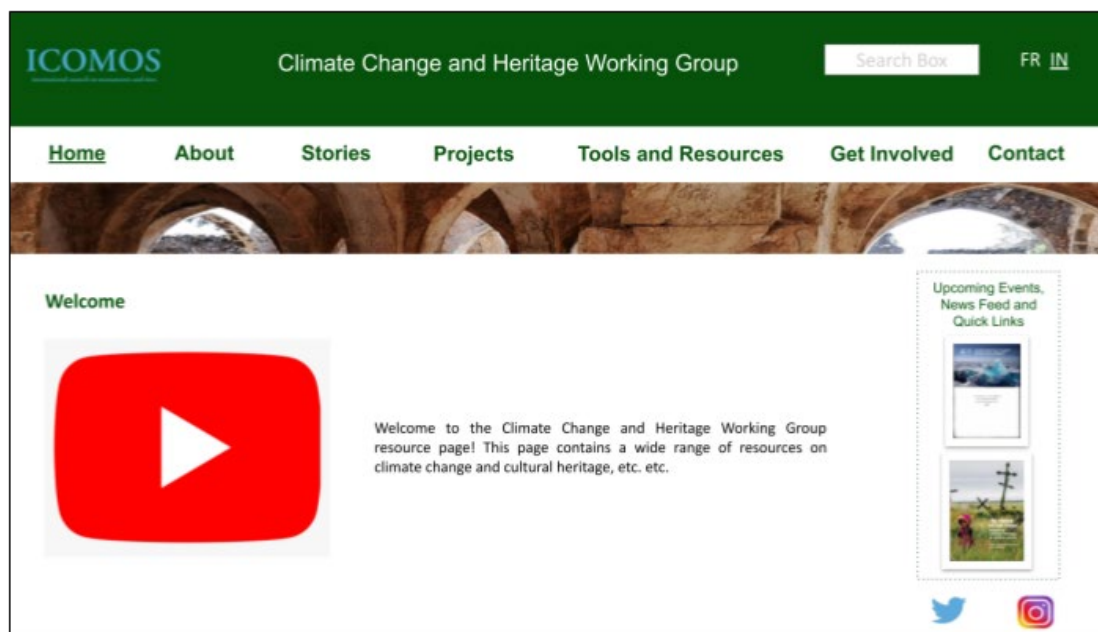 ICOMOS
Climate Change and Heritage Working Group
Search Box
FR IN
Home About Stories Projects Tools and Resources Get Involved Contact
Welcome
Welcome to the Climate Change and Heritage Working Group
resource page! This page contains a wide range of resources on
climate change and cultural heritage, etc. etc.
Upcoming Events,
News Feed and
Quick Links